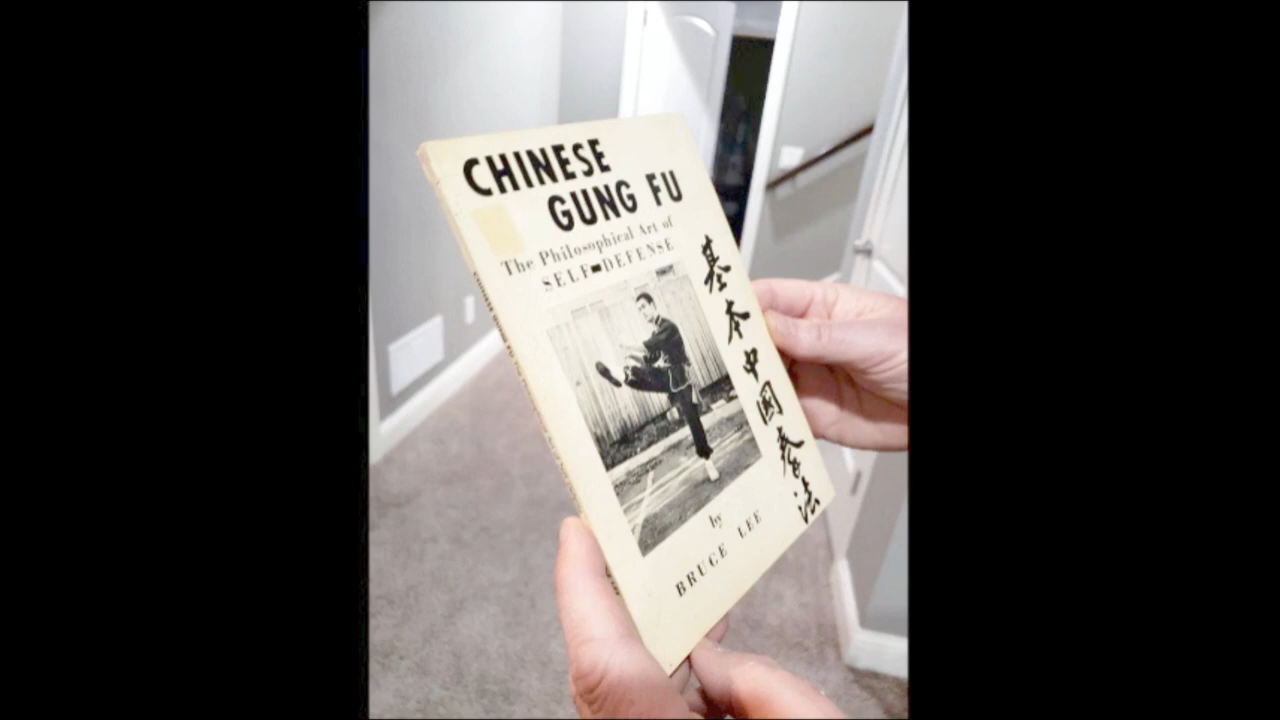 CHINESE
GUNG FU
The Philosophical Art of
SELF-DEFENSE
基本中國拳法
by
BRUCE LEE